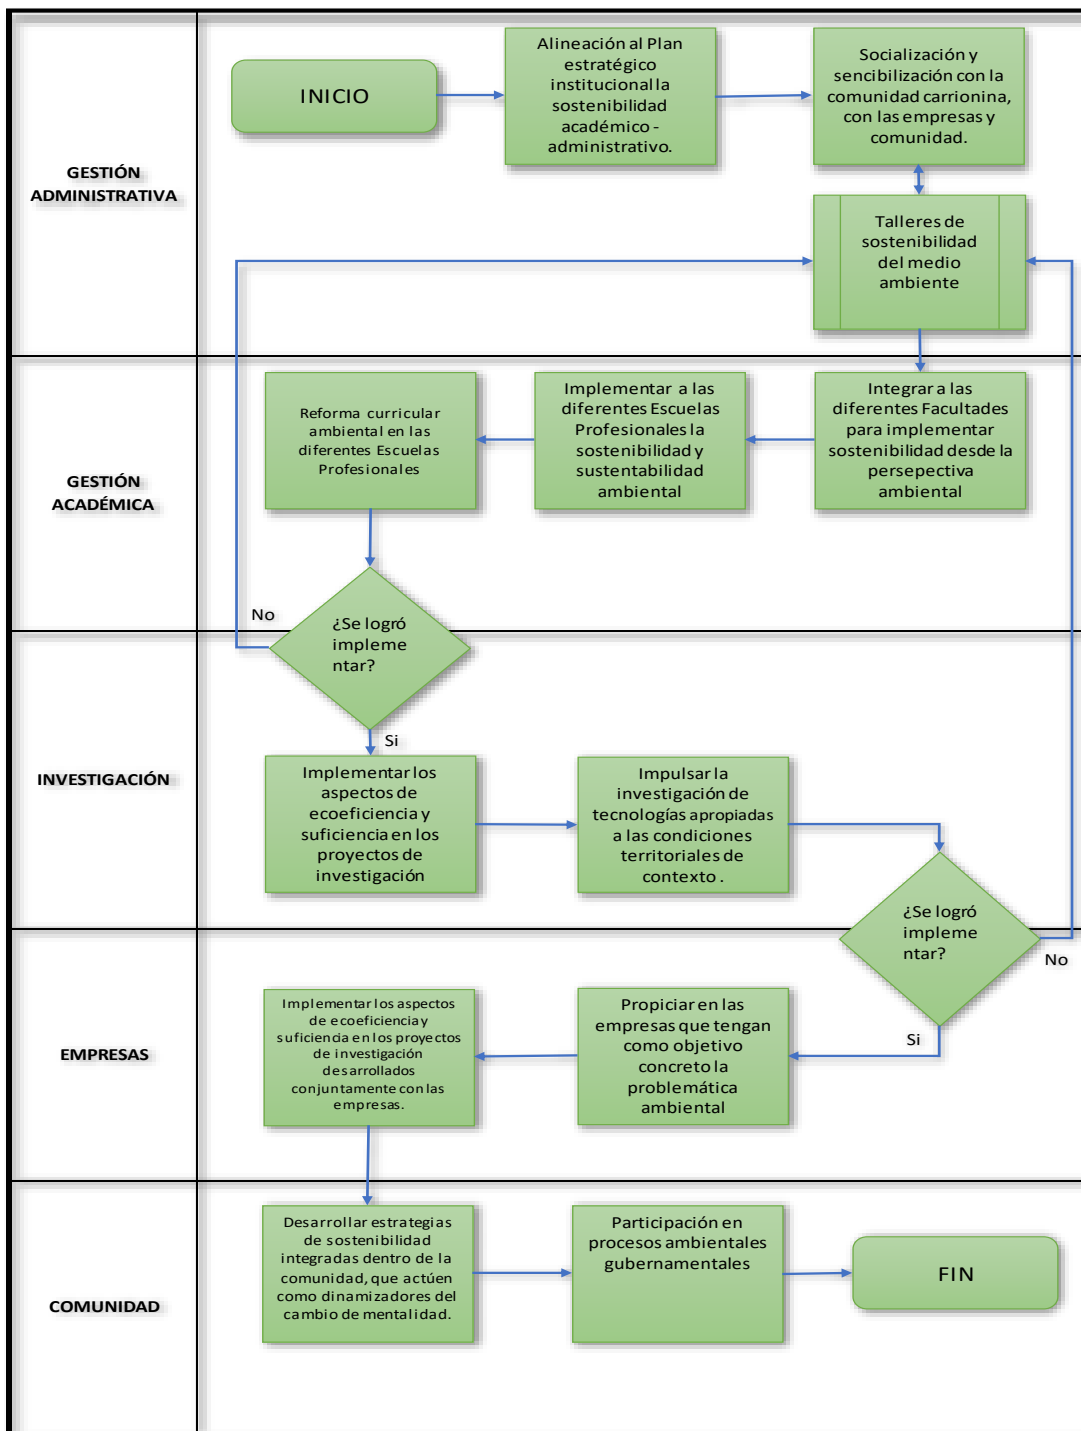 GESTIÓN
ADMINISTRATIVA
INICIO
Alineación al Plan
estratégico
institucional la
sostenibilidad
académico -
administrativo.
Socialización y
sencibilización con la
comunidad carrionina,
con las empresas y
comunidad.
Talleres de
sostenibilidad
del medio
ambiente
GESTIÓN
ACADÉMICA
Reforma curricular
ambiental en las
diferentes Escuelas
Profesionales
Implementar a las
diferentes Escuelas
Profesionales la
sostenibilidad y
sustentabilidad
ambiental
Integrar a las
diferentes Facultades
para implementar
sostenibilidad desde la
persepectiva
ambiental
No
¿Se logró
impleme
ntar?
Si
INVESTIGACIÓN
Implementar los
aspectos de
ecoeficiencia y
suficiencia en los
proyectos de
investigación
Impulsar la
investigación de
tecnologías apropiadas
a las condiciones
territoriales de
contexto .
¿Se logró
impleme
ntar?
No
Si
EMPRESAS
Implementar los aspectos
de ecoeficiencia y
suficiencia en los proyectos
de investigación
desarrollados
conjuntamente con las
empresas.
Propiciar en las
empresas que tengan
como objetivo
concreto la
problemática
ambiental
COMUNIDAD
Desarrollar estrategias
de sostenibilidad
integradas dentro de la
comunidad, que actúen
como dinamizadores del
cambio de mentalidad.
Participación en
procesos ambientales
gubernamentales
FIN